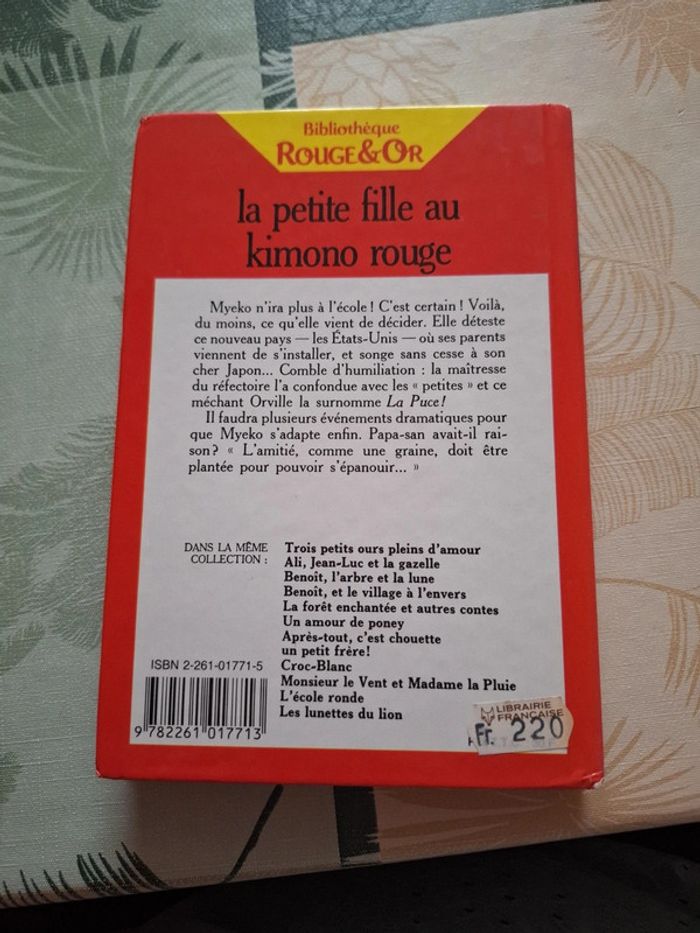 Bibliothèque
ROUGE&OR
la petite fille au
kimono rouge
Myeko n'ira plus à l'école ! C'est certain ! Voilà,
du moins, ce qu'elle vient de décider. Elle déteste
ce nouveau pays — les États-Unis — où ses parents
viennent de s'installer, et songe sans cesse à son
cher Japon... Comble d'humiliation : la maîtresse
du réfectoire l'a confondue avec les « petites » et ce
méchant Orville la surnomme La Puce !
Il faudra plusieurs événements dramatiques pour
que Myeko s'adapte enfin. Papa-san avait-il rai-
son ? « L'amitié, comme une graine, doit être
plantée pour pouvoir s'épanouir... »
DANS LA MÊME
COLLECTION :
Trois petits ours pleins d'amour
Ali, Jean-Luc et la gazelle
Benoît, l'arbre et la lune
Benoît, et le village à l'envers
La forêt enchantée et autres contes
Un amour de poney
Après-tout, c'est chouette
un petit frère !
Croc-Blanc
Monsieur le Vent et Madame la Pluie
L'école ronde
Les lunettes du lion
ISBN 2-261-01771-5
9 782261 017713
LIBRAIRIE
FRANÇAISE
Fr. 220